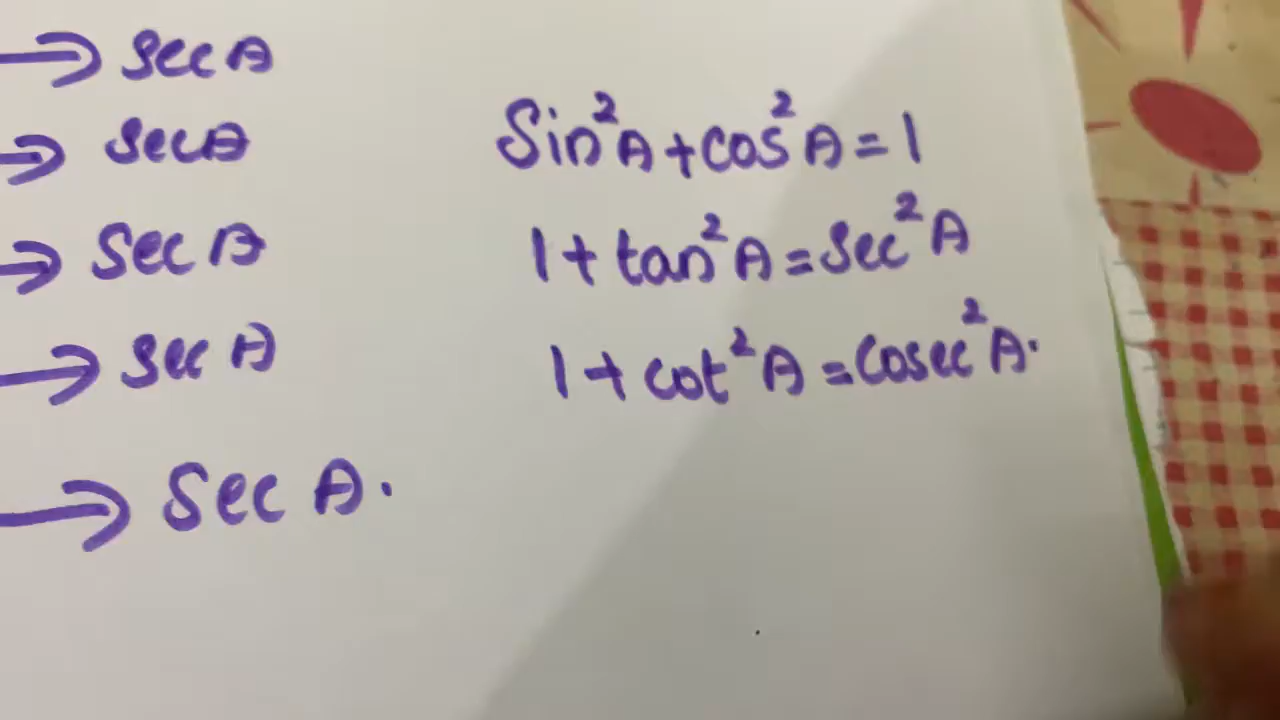 → Sec A
→ Sec A
→ Sec A
→ Sec A
→ Sec A.
Sin²A + cos²A = 1
1 + tan²A = Sec²A
1 + cot²A = Cosec²A.